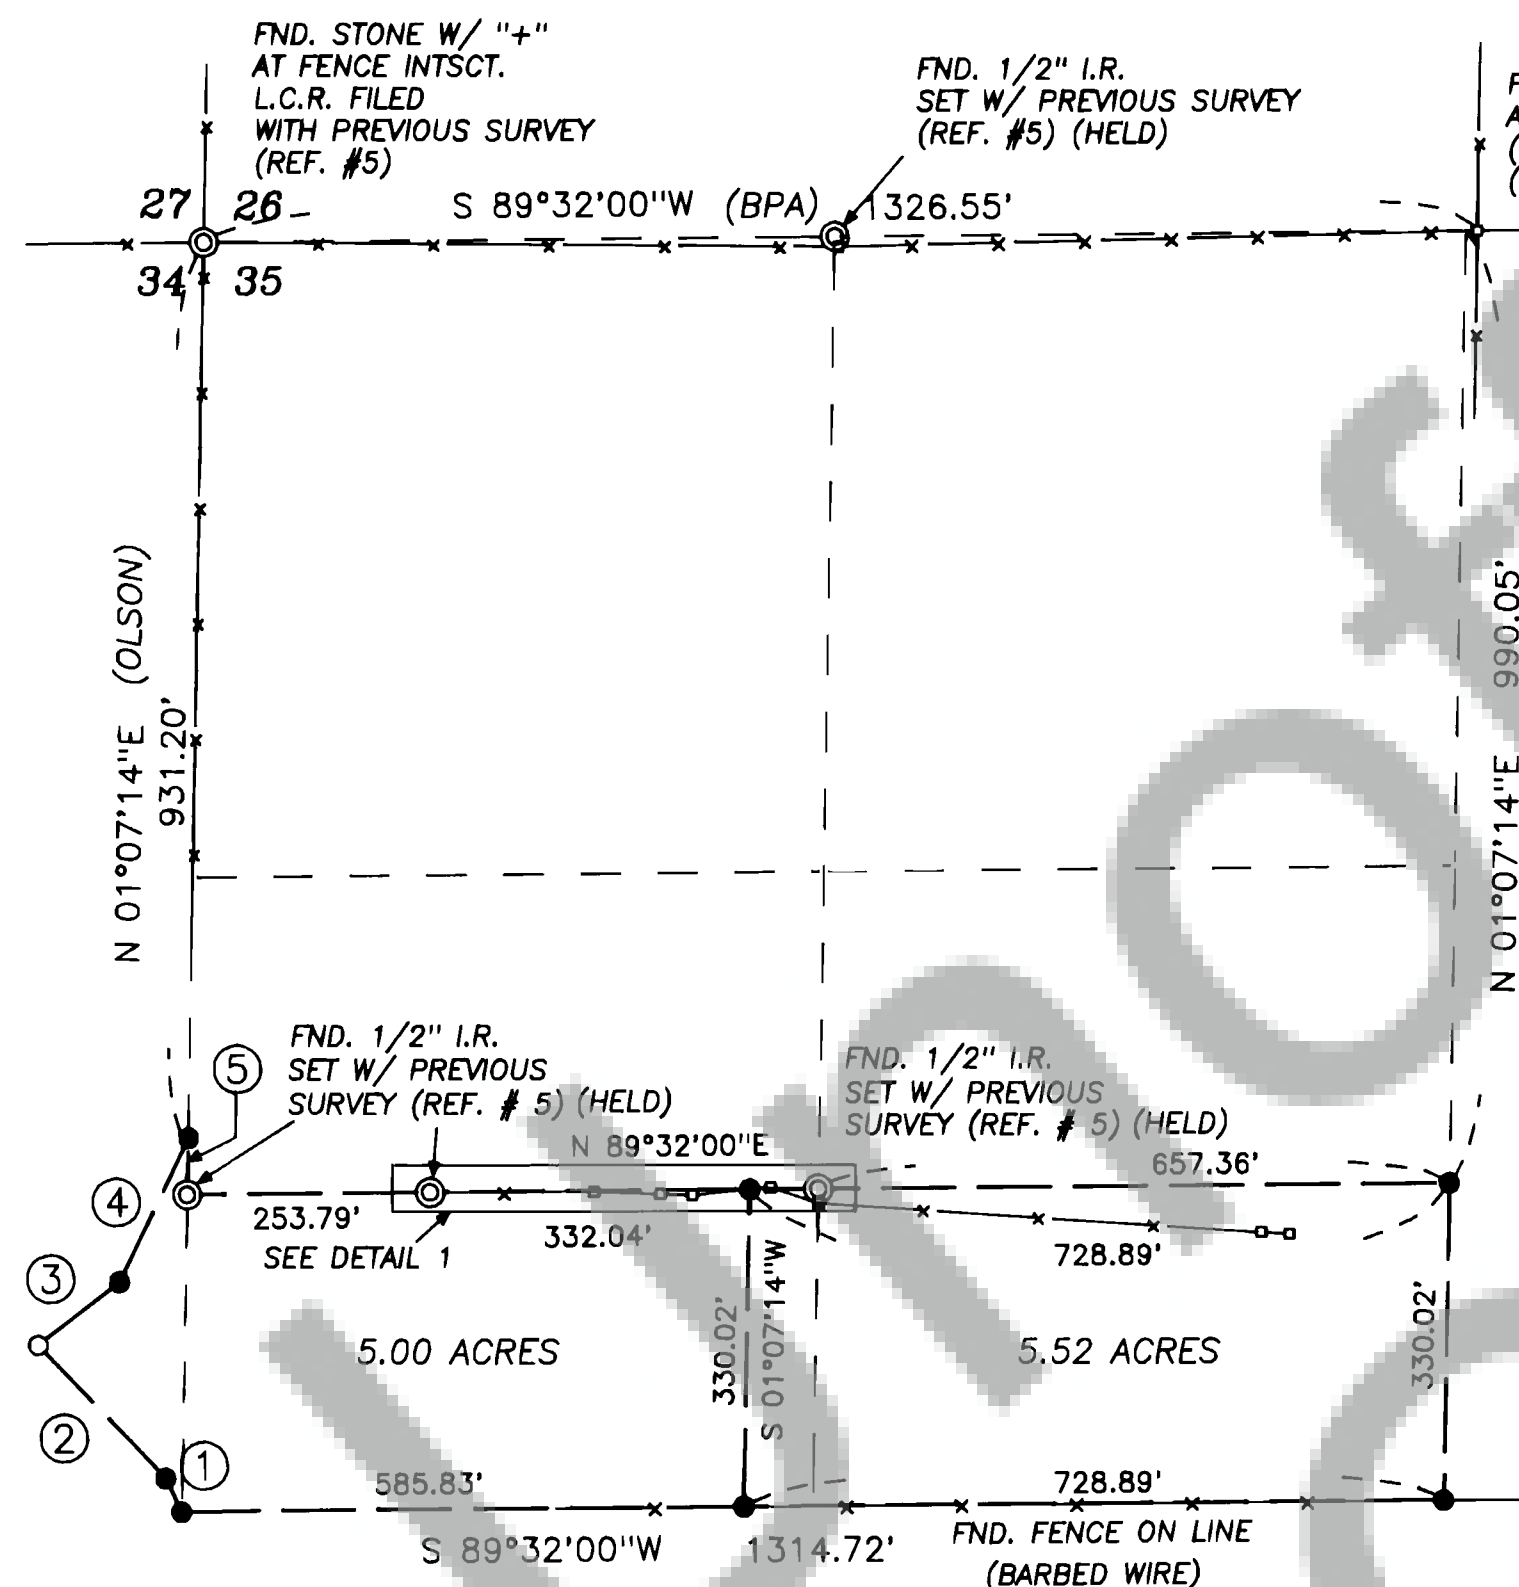 FND. STONE W/ "+"
AT FENCE INTSCT.
L.C.R. FILED
WITH PREVIOUS SURVEY
(REF. #5)
FND. 1/2" I.R.
SET W/ PREVIOUS SURVEY
(REF. #5) (HELD)
27 26
34 35
S 89°32'00"W (BPA) 1326.55'
N 01°07'14"E (OLSON)
931.20'
N 01°07'14"E 990.05'
5
FND. 1/2" I.R.
SET W/ PREVIOUS
SURVEY (REF. # 5) (HELD)
FND. 1/2" I.R.
SET W/ PREVIOUS
SURVEY (REF. # 5) (HELD)
N 89°32'00"E
657.36'
4
253.79'
332.04'
SEE DETAIL 1
728.89'
3
330.02'
S 01°07'14"W
330.02'
5.00 ACRES
5.52 ACRES
2
1
585.83'
728.89'
S 89°32'00"W 1314.72'
FND. FENCE ON LINE
(BARBED WIRE)